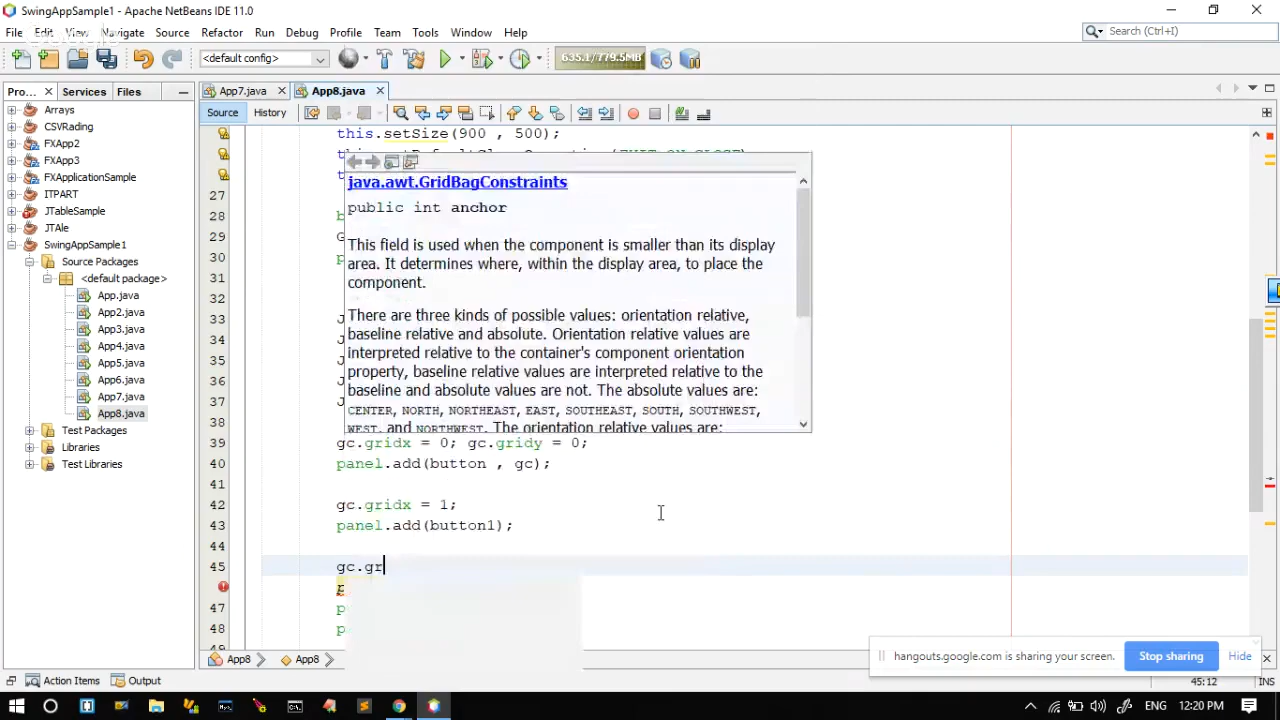 SwingAppSample1 - Apache NetBeans IDE 11.0
File Edit View Navigate Source Refactor Run Debug Profile Team Tools Window Help
Search (Ctrl+I)
<default config>
635.1/779.5MB
Pro... Services Files
App7.java App8.java
Source History
Arrays
CSVRading
FXApp2
FXApp3
FXApplicationSample
ITPART
JTableSample
JTAle
SwingAppSample1
Source Packages
<default package>
App.java
App2.java
App3.java
App4.java
App5.java
App6.java
App7.java
App8.java
Test Packages
Libraries
Test Libraries
this.setSize(900 , 500);
27
28
29
30
31
32
33
34
35
36
37
38
java.awt.GridBagConstraints
public int anchor
This field is used when the component is smaller than its display
area. It determines where, within the display area, to place the
component.
There are three kinds of possible values: orientation relative,
baseline relative and absolute. Orientation relative values are
interpreted relative to the container's component orientation
property, baseline relative values are interpreted relative to the
baseline and absolute values are not. The absolute values are:
CENTER, NORTH, NORTHEAST, EAST, SOUTHEAST, SOUTH, SOUTHWEST,
WEST, and NORTHWEST. The orientation relative values are:
39 gc.gridx = 0; gc.gridy = 0;
40 panel.add(button , gc);
41
42 gc.gridx = 1;
43 panel.add(button1);
44
45 gc.gr
47 p
48 p
49
App8 App8
hangouts.google.com is sharing your screen. Stop sharing Hide
Action Items Output
45:12 INS
ENG 12:20 PM